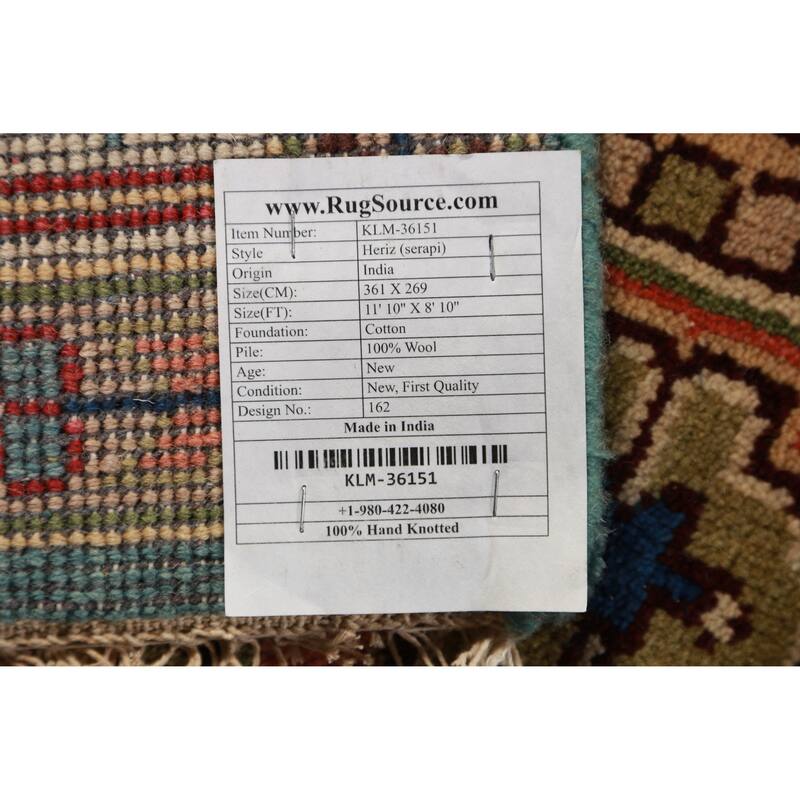 www.RugSource.com
Item Number: KLM-36151
Style Heriz (serapi)
Origin India
Size(CM): 361 X 269
Size(FT): 11' 10" X 8' 10"
Foundation: Cotton
Pile: 100% Wool
Age: New
Condition: New, First Quality
Design No.: 162
Made in India
KLM-36151
+1-980-422-4080
100% Hand Knotted